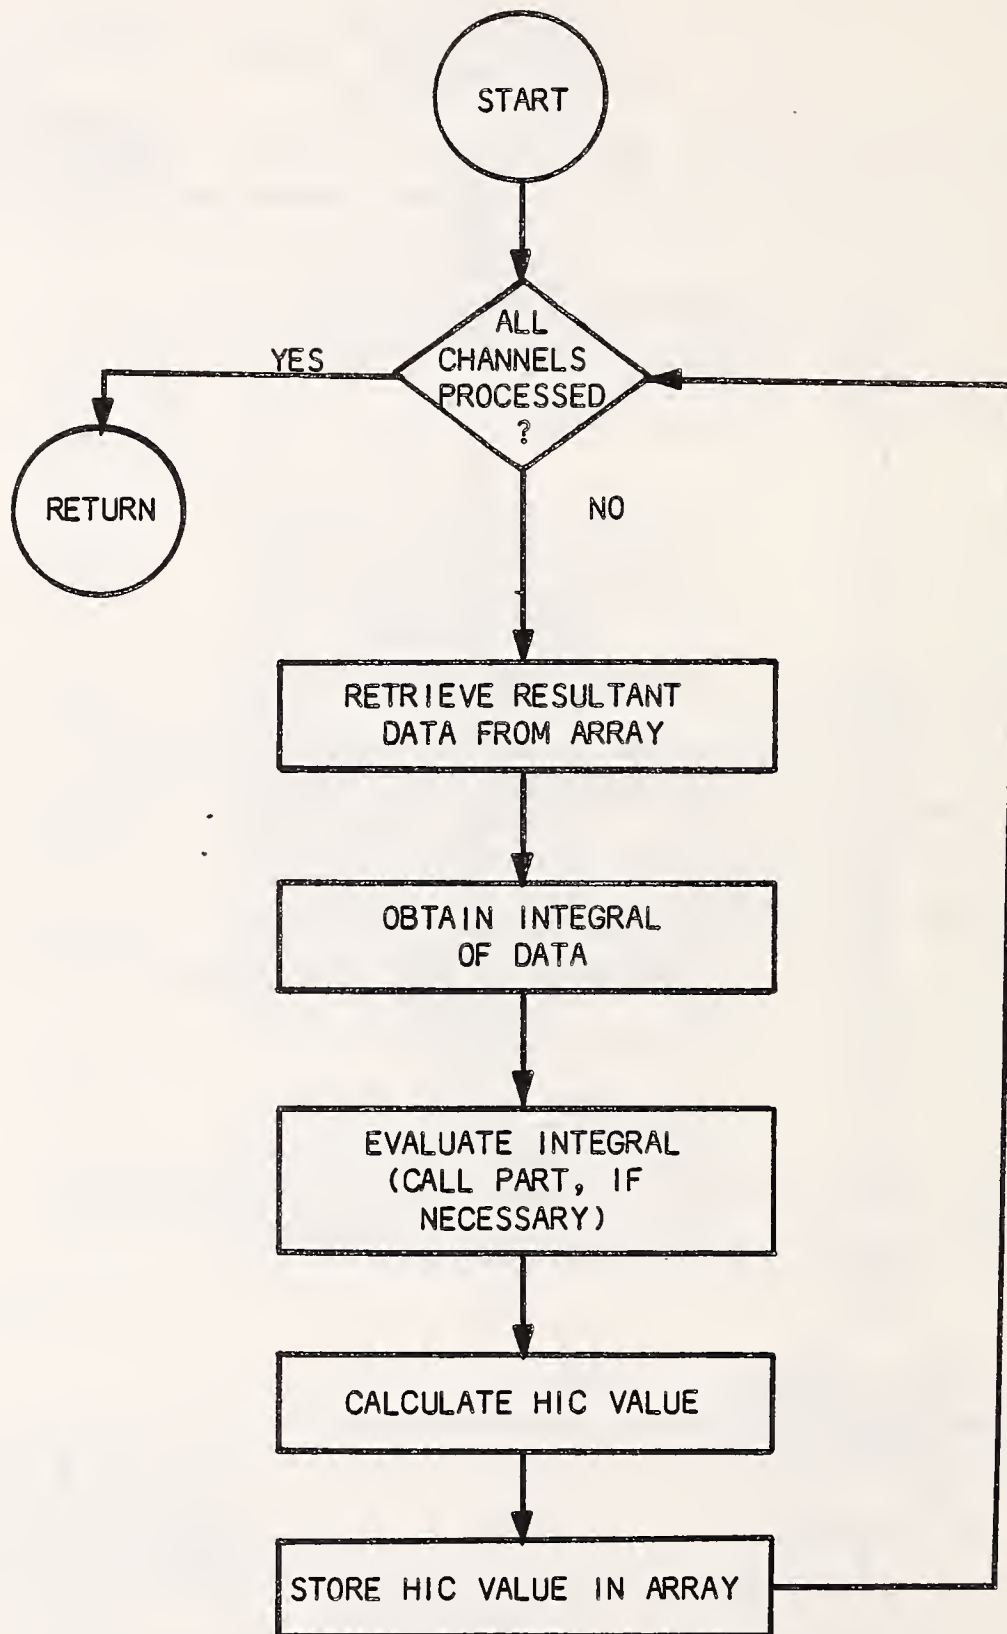 START
ALL
CHANNELS
PROCESSED
?
YES
NO
RETURN
RETRIEVE RESULTANT
DATA FROM ARRAY
OBTAIN INTEGRAL
OF DATA
EVALUATE INTEGRAL
(CALL PART, IF
NECESSARY)
CALCULATE HIC VALUE
STORE HIC VALUE IN ARRAY